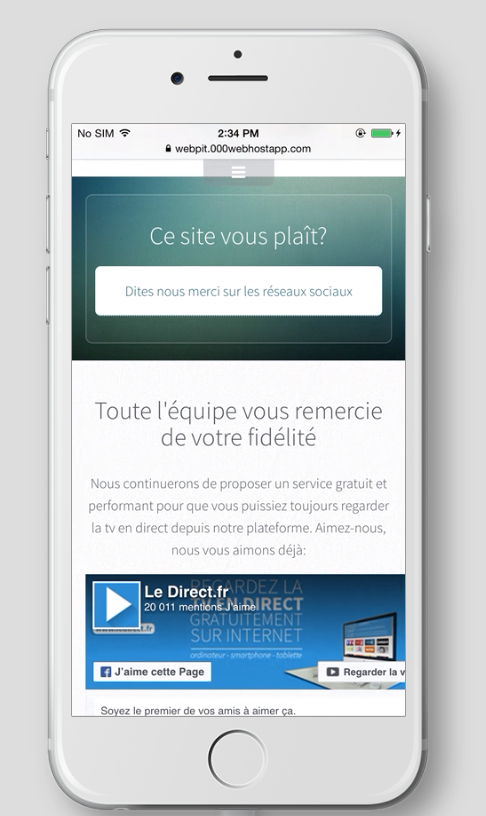 No SIM 2:34 PM
webpit.000webhostapp.com
Ce site vous plaît?
Dites nous merci sur les réseaux sociaux
Toute l'équipe vous remercie
de votre fidélité
Nous continuerons de proposer un service gratuit et
performant pour que vous puissiez toujours regarder
la tv en direct depuis notre plateforme. Aimez-nous,
nous vous aimons déjà:
REGARDEZ LA
Le Direct.fr
TV EN DIRECT
20 011 mentions J'aime
GRATUITEMENT
SUR INTERNET
ordinateur - smartphone - tablette
J'aime cette Page
Regarder la v
Soyez le premier de vos amis à aimer ça.